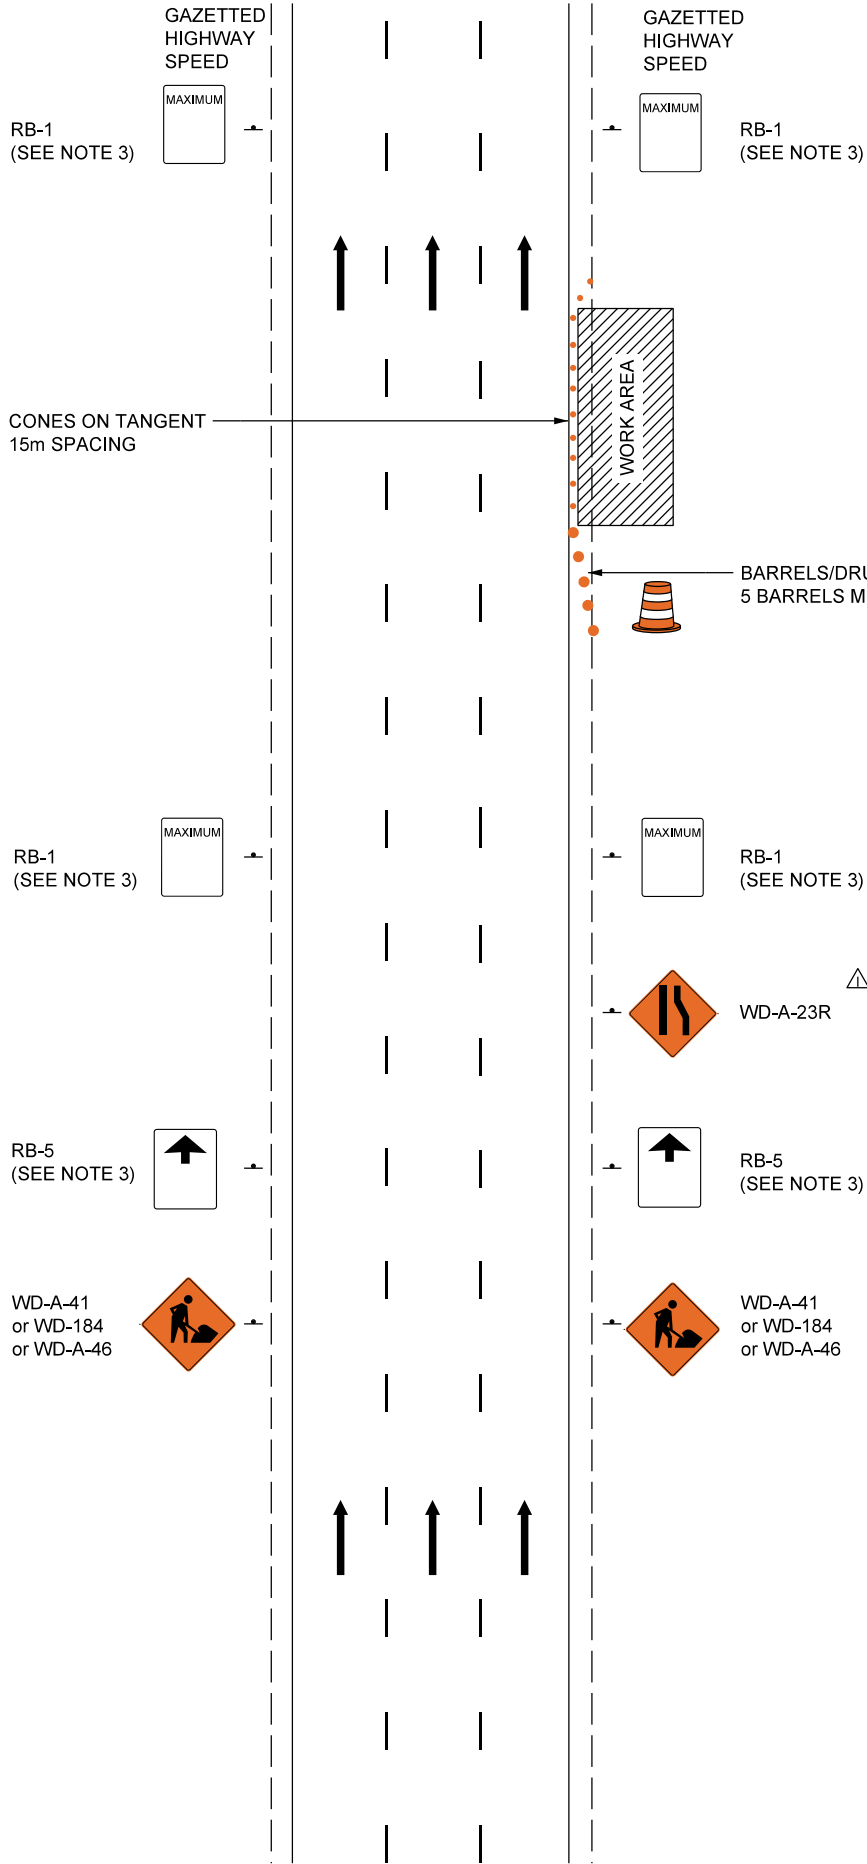 GAZETTED
HIGHWAY
SPEED
GAZETTED
HIGHWAY
SPEED
MAXIMUM
MAXIMUM
RB-1
(SEE NOTE 3)
RB-1
(SEE NOTE 3)
WORK AREA
CONES ON TANGENT
15m SPACING
BARRELS/DRU
5 BARRELS M
MAXIMUM
MAXIMUM
RB-1
(SEE NOTE 3)
RB-1
(SEE NOTE 3)
WD-A-23R
RB-5
(SEE NOTE 3)
RB-5
(SEE NOTE 3)
WD-A-41
or WD-184
or WD-A-46
WD-A-41
or WD-184
or WD-A-46